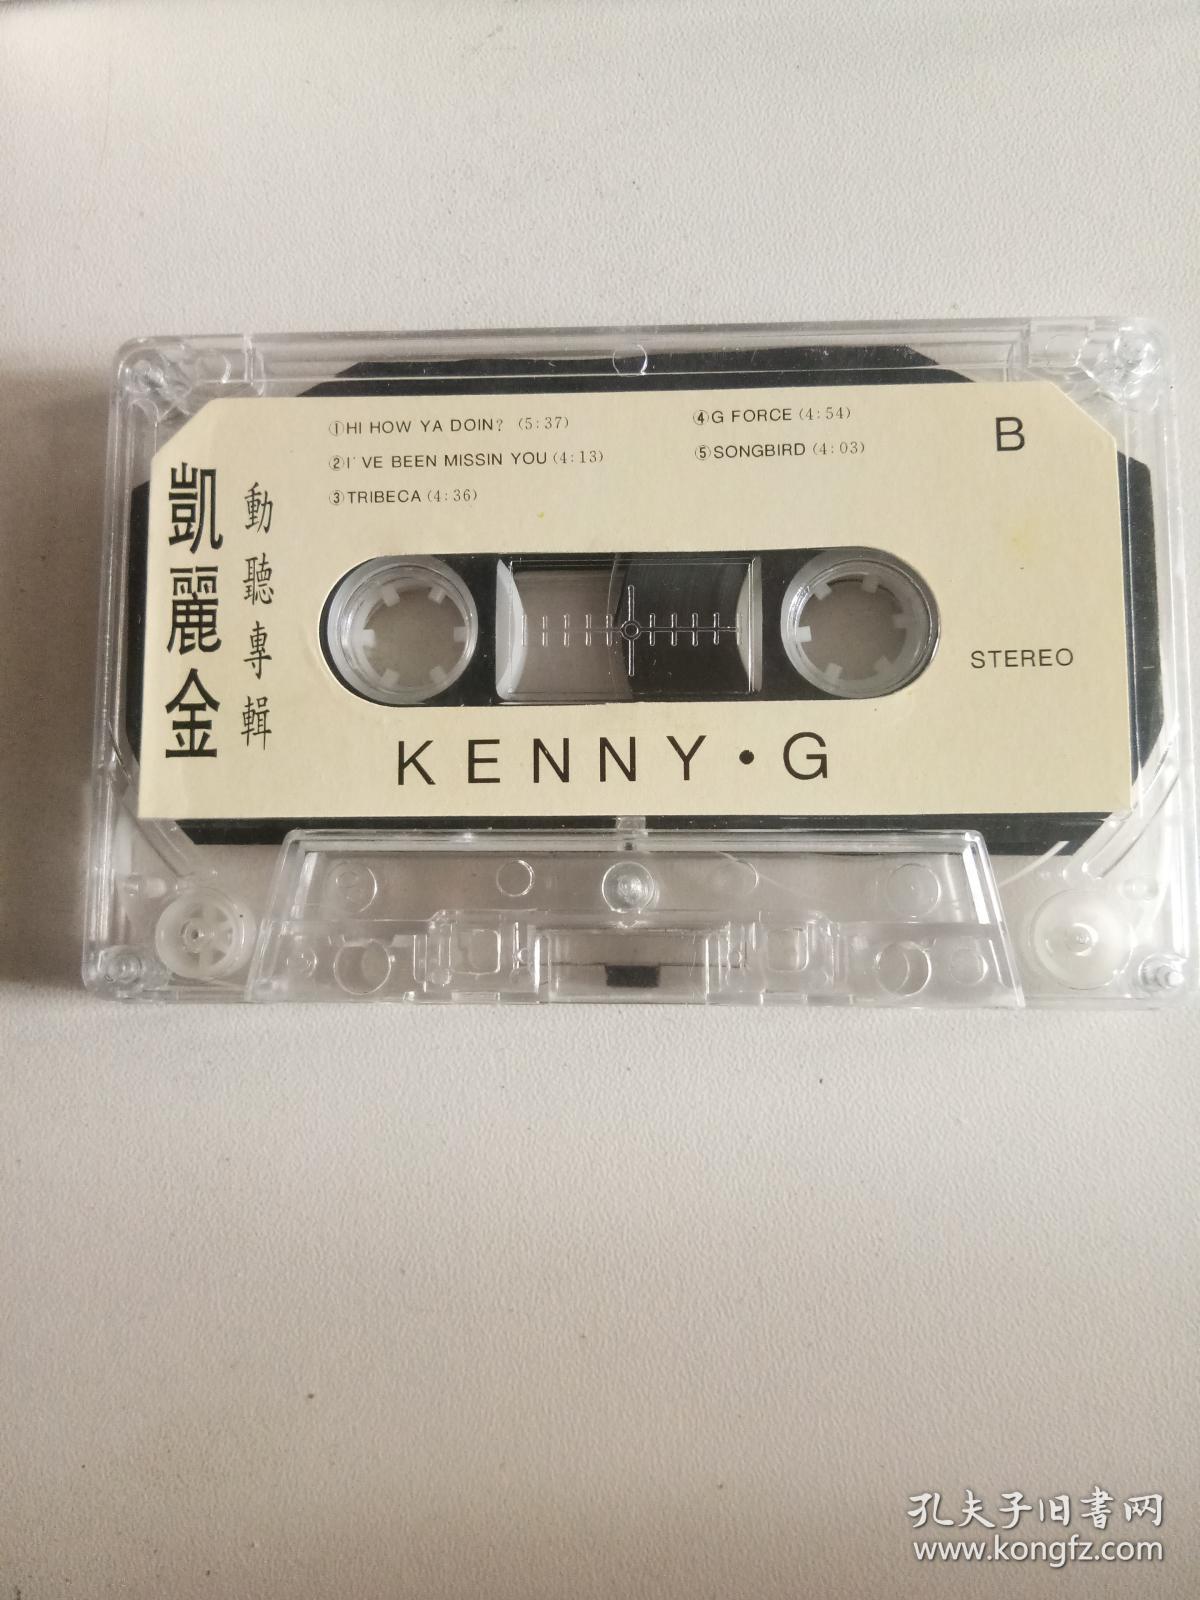 ①HI HOW YA DOIN? (5:37)
②I'VE BEEN MISSIN YOU (4:13)
③TRIBECA (4:36)
④G FORCE (4:54)
⑤SONGBIRD (4:03)
B
凱麗金
動聽專輯
STEREO
KENNY•G
孔夫子旧書网
www.kongfz.com